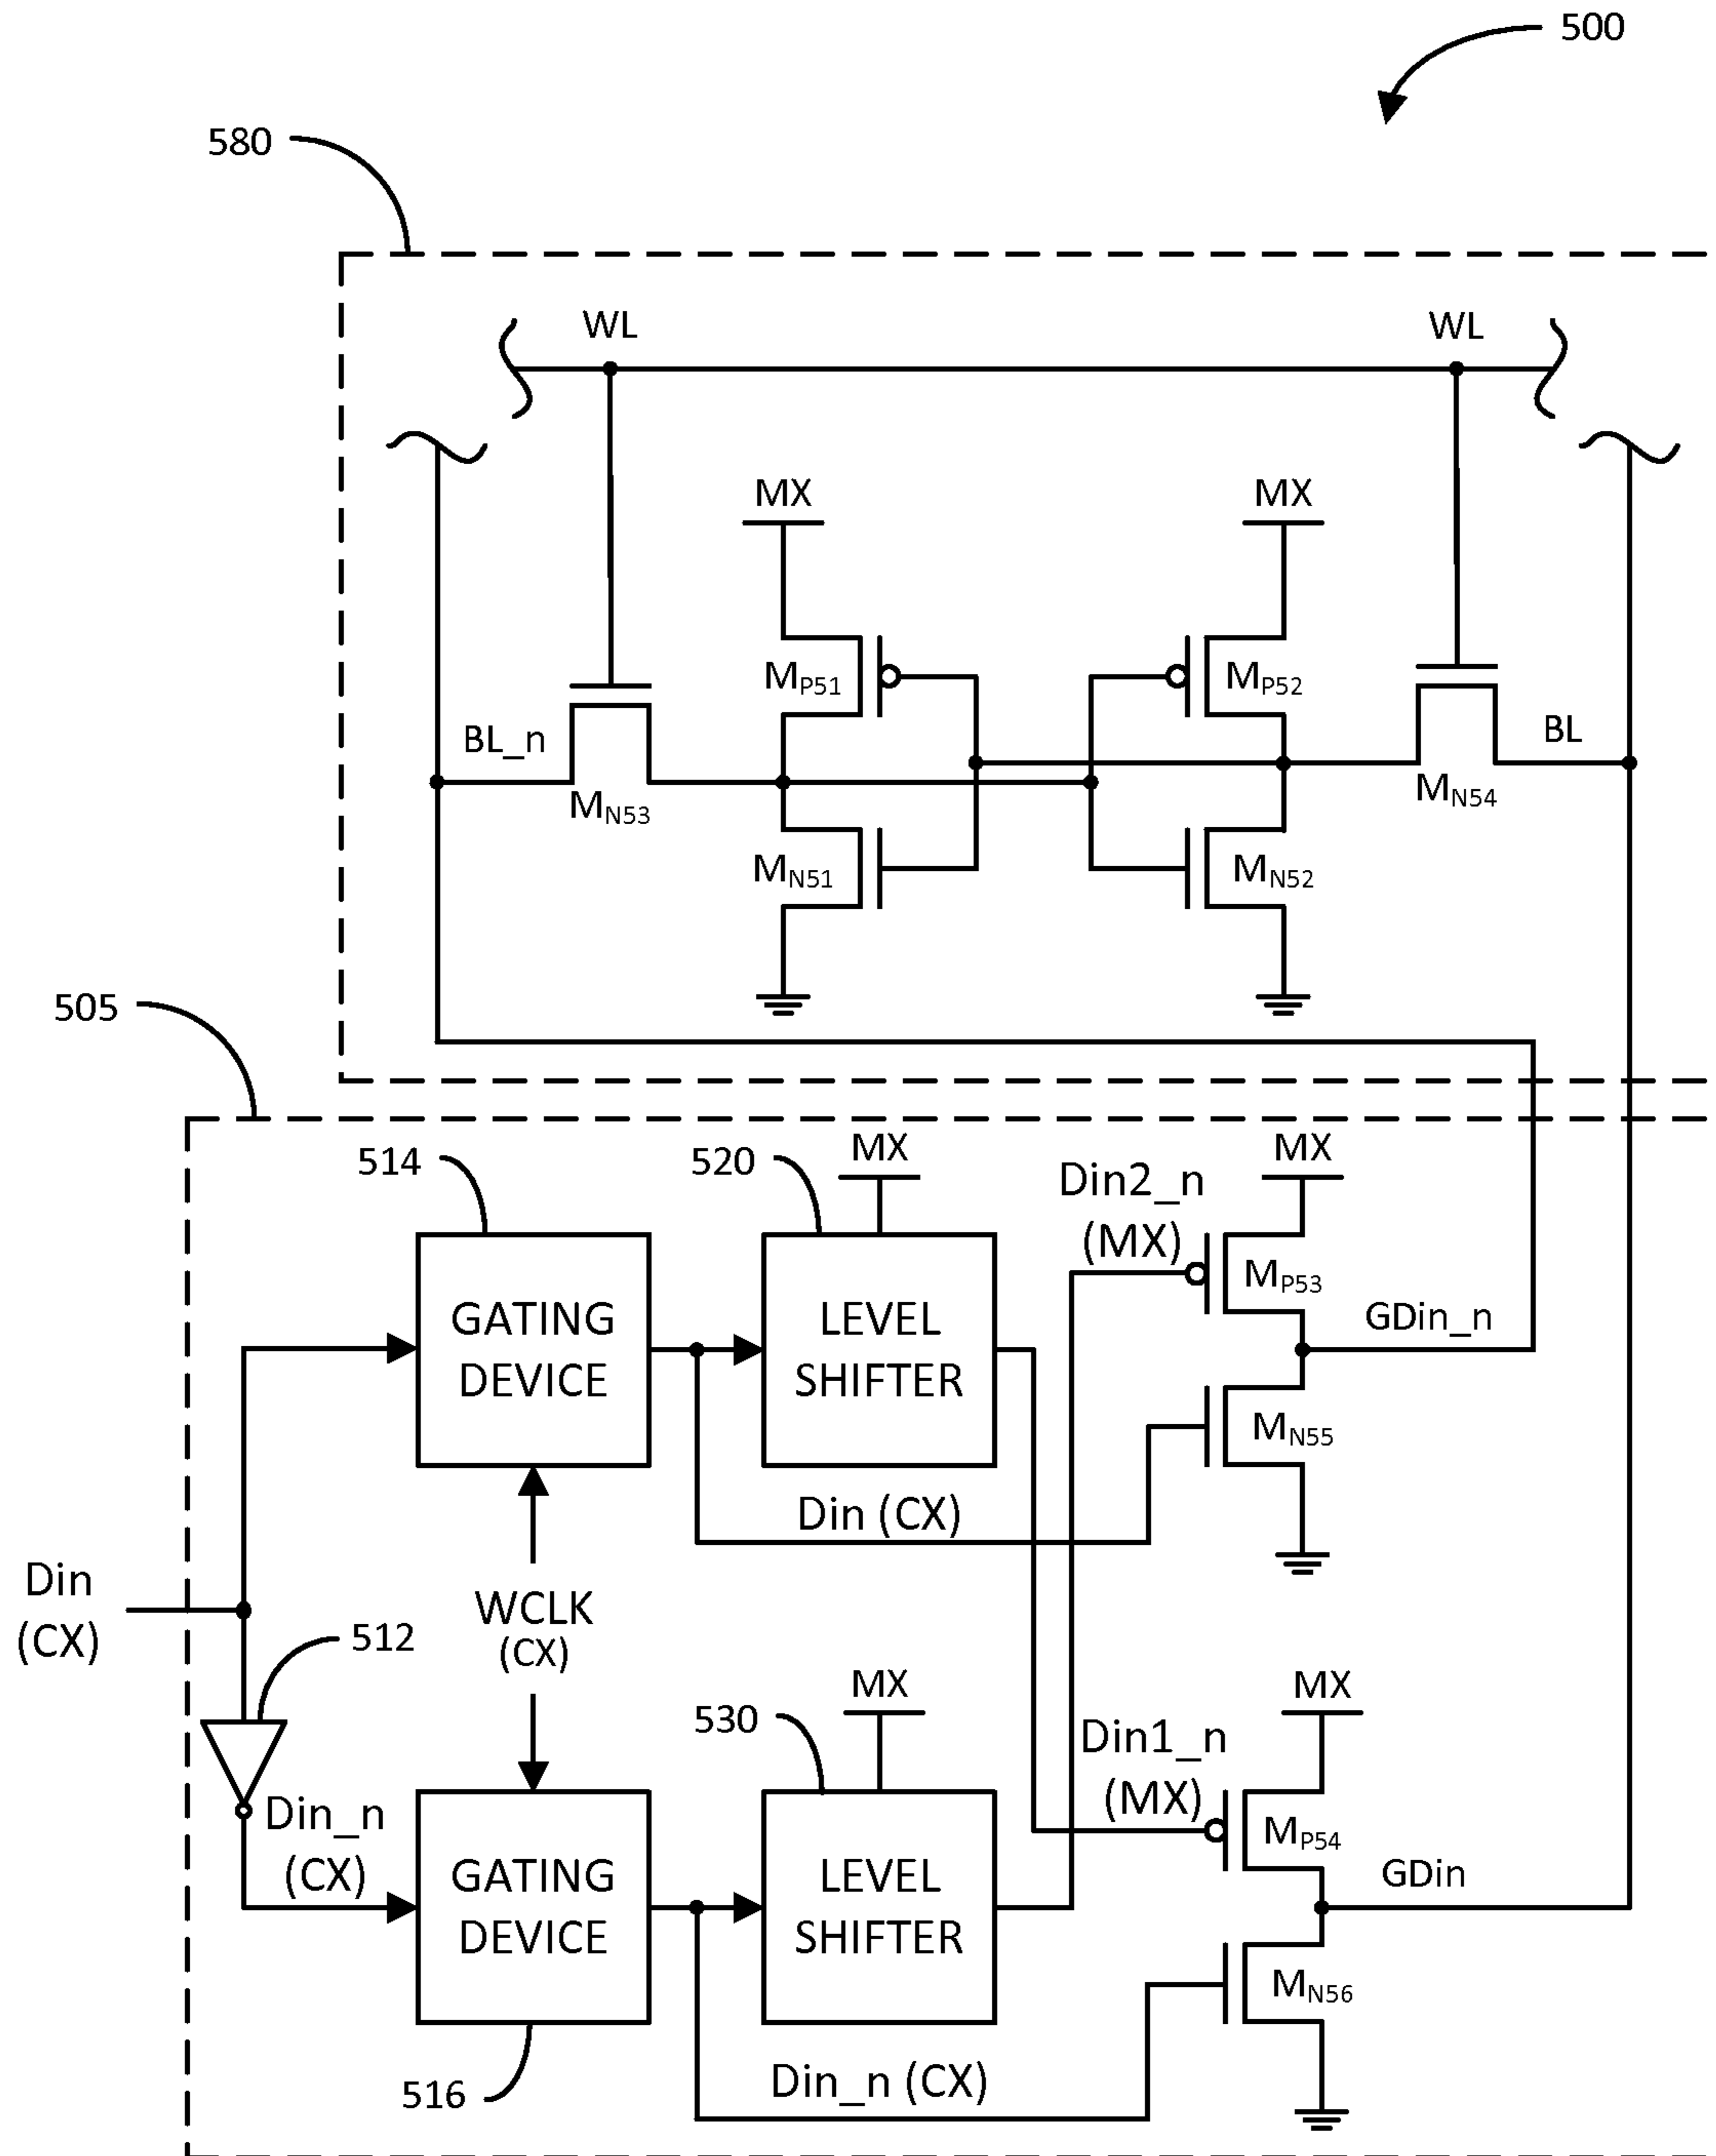 500
580
WL
WL
MX
MX
MP51
MP52
BL_n
BL
MN53
MN54
MN51
MN52
505
514
520
MX
MX
Din2_n
(MX)
MP53
GATING
DEVICE
LEVEL
SHIFTER
GDin_n
MN55
Din (CX)
Din
(CX)
WCLK
(CX)
512
530
MX
MX
Din1_n
(MX)
Din_n
(CX)
MP54
GATING
DEVICE
LEVEL
SHIFTER
GDin
MN56
516
Din_n (CX)